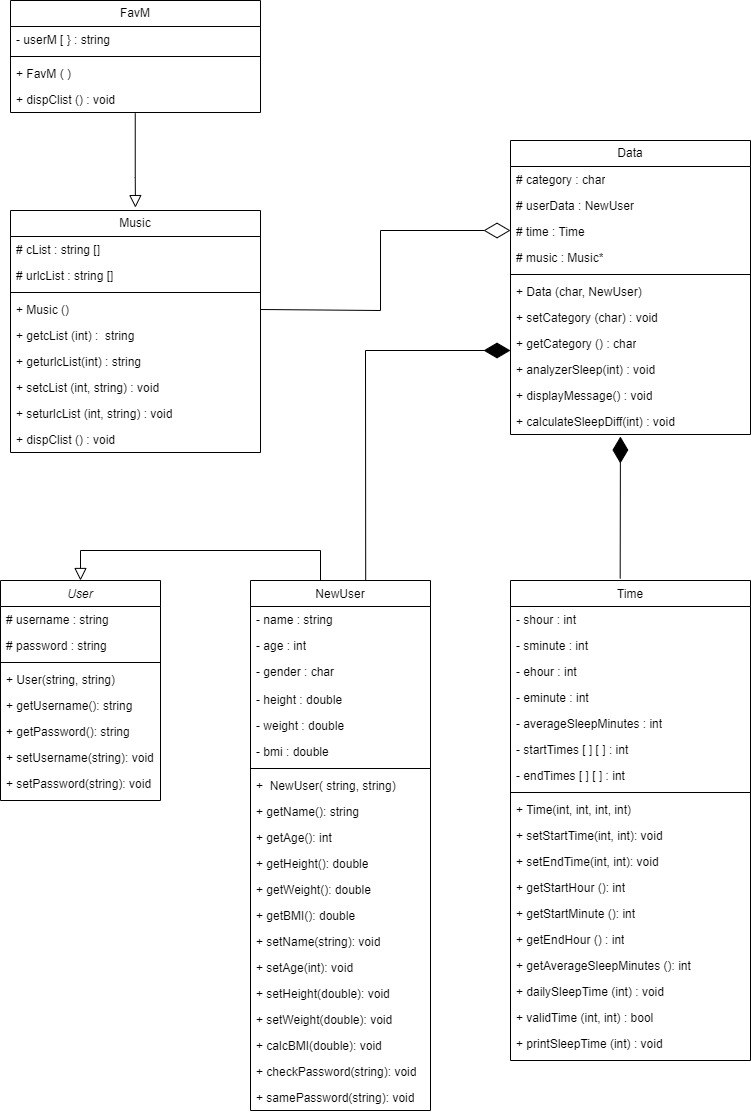 FavM
- userM [ } : string
+ FavM ( )
+ dispClist () : void
Music
# cList : string []
# urlcList : string []
+ Music ()
+ getcList (int) : string
+ geturlcList(int) : string
+ setcList (int, string) : void
+ seturlcList (int, string) : void
+ dispClist () : void
Data
# category : char
# userData : NewUser
# time : Time
# music : Music*
+ Data (char, NewUser)
+ setCategory (char) : void
+ getCategory () : char
+ analyzerSleep(int) : void
+ displayMessage() : void
+ calculateSleepDiff(int) : void
User
# username : string
# password : string
+ User(string, string)
+ getUsername(): string
+ getPassword(): string
+ setUsername(string): void
+ setPassword(string): void
NewUser
- name : string
- age : int
- gender : char
- height : double
- weight : double
- bmi : double
+ NewUser( string, string)
+ getName(): string
+ getAge(): int
+ getHeight(): double
+ getWeight(): double
+ getBMI(): double
+ setName(string): void
+ setAge(int): void
+ setHeight(double): void
+ setWeight(double): void
+ calcBMI(double): void
+ checkPassword(string): void
+ samePassword(string): void
Time
- shour : int
- sminute : int
- ehour : int
- eminute : int
- averageSleepMinutes : int
- startTimes [ ] [ ] : int
- endTimes [ ] [ ] : int
+ Time(int, int, int, int)
+ setStartTime(int, int): void
+ setEndTime(int, int): void
+ getStartHour (): int
+ getStartMinute (): int
+ getEndHour () : int
+ getAverageSleepMinutes (): int
+ dailySleepTime (int) : void
+ validTime (int, int) : bool
+ printSleepTime (int) : void